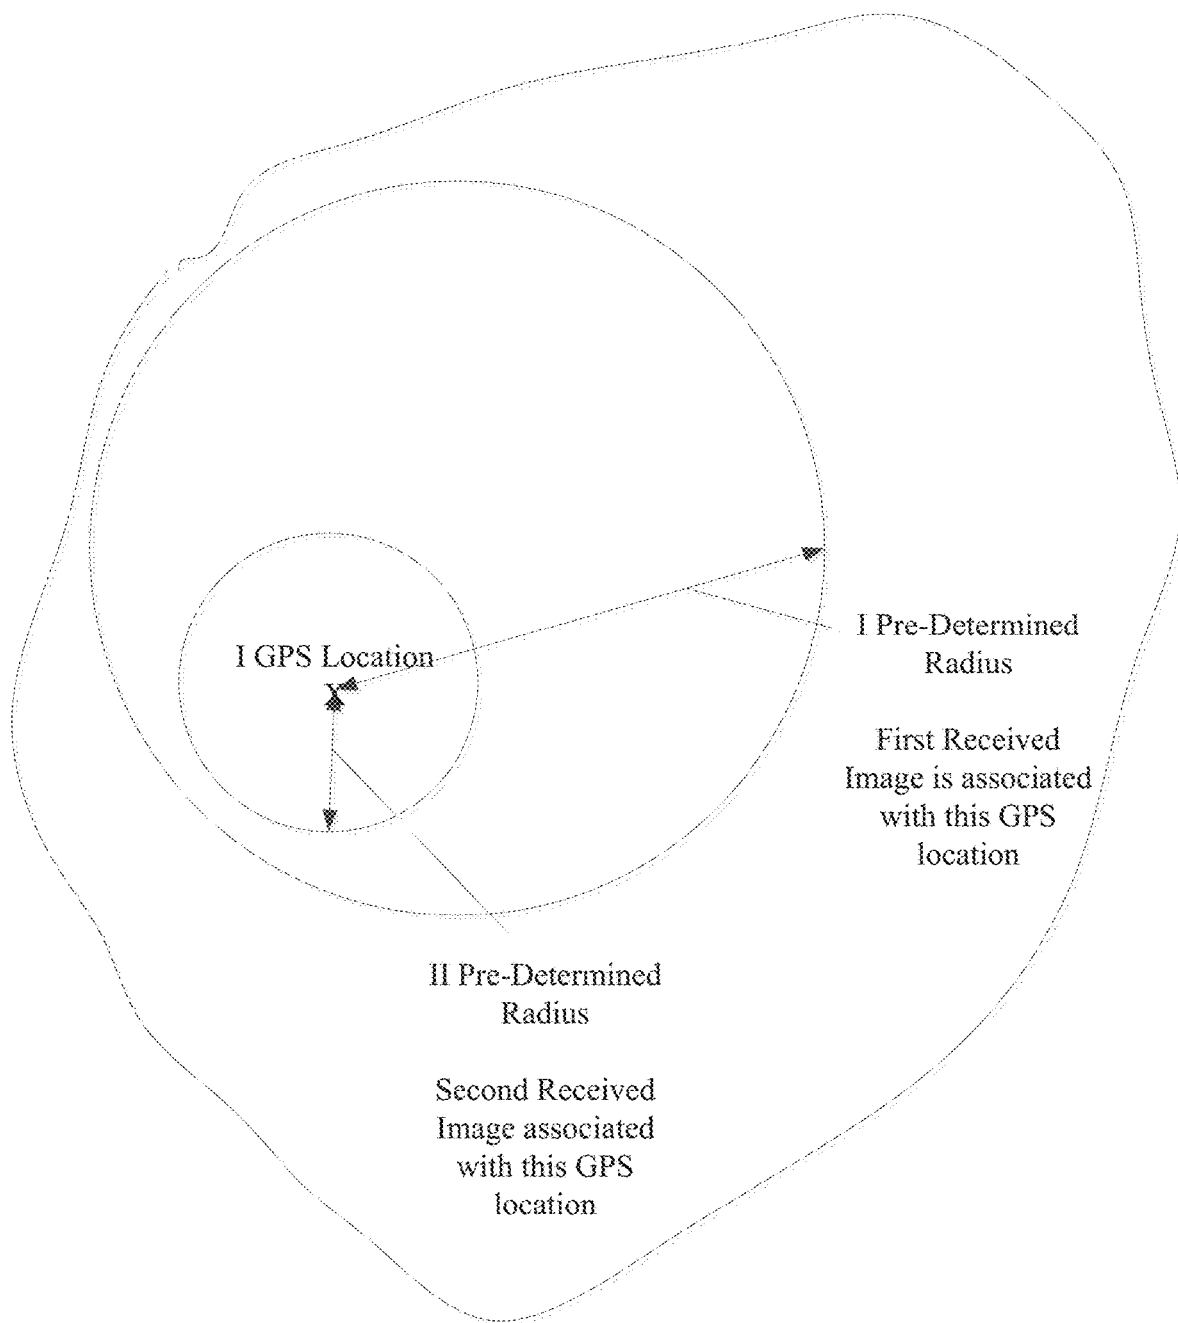 I GPS Location
X
I Pre-Determined
Radius
First Received
Image is associated
with this GPS
location
II Pre-Determined
Radius
Second Received
Image associated
with this GPS
location